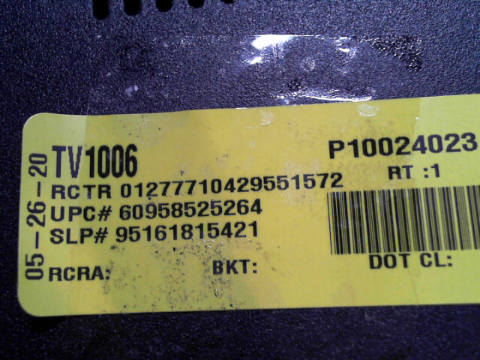 05-26-20
TV1006
P10024023
RCTR 01277710429551572
RT :1
UPC# 60958525264
SLP# 95161815421
RCRA:
BKT:
DOT CL: